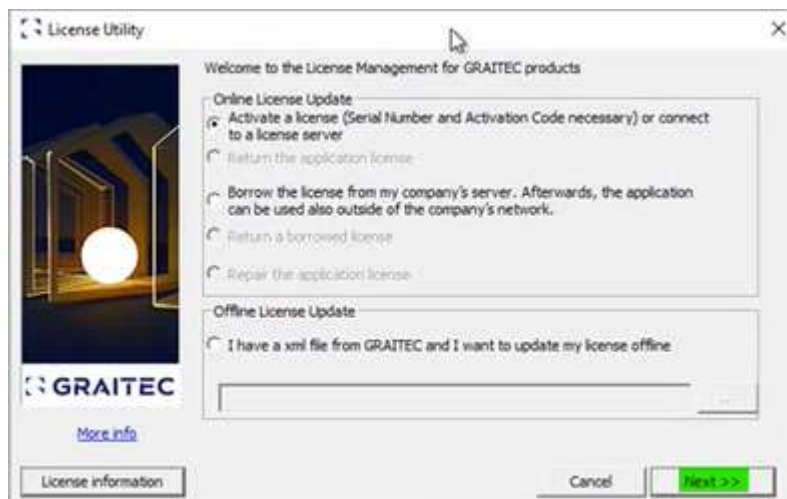 License Utility
Welcome to the License Management for GRAITEC products
Online License Update
Activate a license (Serial Number and Activation Code necessary) or connect
to a license server
Return the application license
Borrow the license from my company's server. Afterwards, the application
can be used also outside of the company's network.
Return a borrowed license
Repair the application license
Offline License Update
I have a xml file from GRAITEC and I want to update my license offline
...
GRAITEC
More info
License information
Cancel
Next >>